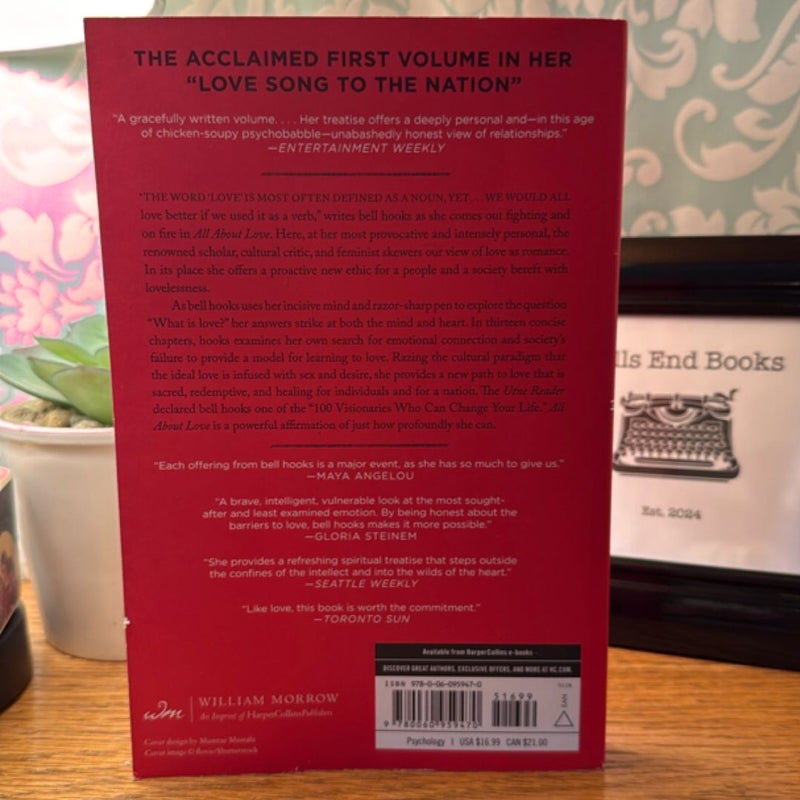 THE ACCLAIMED FIRST VOLUME IN HER
“LOVE SONG TO THE NATION”
“A gracefully written volume. . . . Her treatise offers a deeply personal and—in this age
of chicken-soupy psychobabble—unabashedly honest view of relationships.”
—ENTERTAINMENT WEEKLY
“THE WORD ‘LOVE’ IS MOST OFTEN DEFINED AS A NOUN, YET . . . WE WOULD ALL
love better if we used it as a verb,” writes bell hooks as she comes out fighting and
on fire in All About Love. Here, at her most provocative and intensely personal, the
renowned scholar, cultural critic, and feminist skewers our view of love as romance.
In its place she offers a proactive new ethic for a people and a society bereft with
lovelessness.
As bell hooks uses her incisive mind and razor-sharp pen to explore the question
“What is love?” her answers strike at both the mind and heart. In thirteen concise
chapters, hooks examines her own search for emotional connection and society’s
failure to provide a model for learning to love. Razing the cultural paradigm that
the ideal love is infused with sex and desire, she provides a new path to love that is
sacred, redemptive, and healing for individuals and for a nation. The Utne Reader
declared bell hooks one of the “100 Visionaries Who Can Change Your Life.” All
About Love is a powerful affirmation of just how profoundly she can.
“Each offering from bell hooks is a major event, as she has so much to give us.”
—MAYA ANGELOU
“A brave, intelligent, vulnerable look at the most sought-
after and least examined emotion. By being honest about the
barriers to love, bell hooks makes it more possible.”
—GLORIA STEINEM
“She provides a refreshing spiritual treatise that steps outside
the confines of the intellect and into the wilds of the heart.”
—SEATTLE WEEKLY
“Like love, this book is worth the commitment.”
—TORONTO SUN
wm
WILLIAM MORROW
An Imprint of HarperCollinsPublishers
Cover design by Mumtaz Mustafa
Cover image © Shutterstock
Available from HarperCollins e-books
DISCOVER GREAT AUTHORS, EXCLUSIVE OFFERS, AND MORE AT HC.COM.
ISBN 978-0-06-095947-0
51699
EAN
9 780060 959470
Psychology | USA $16.99 CAN $21.00
lls End Books
Est. 2024